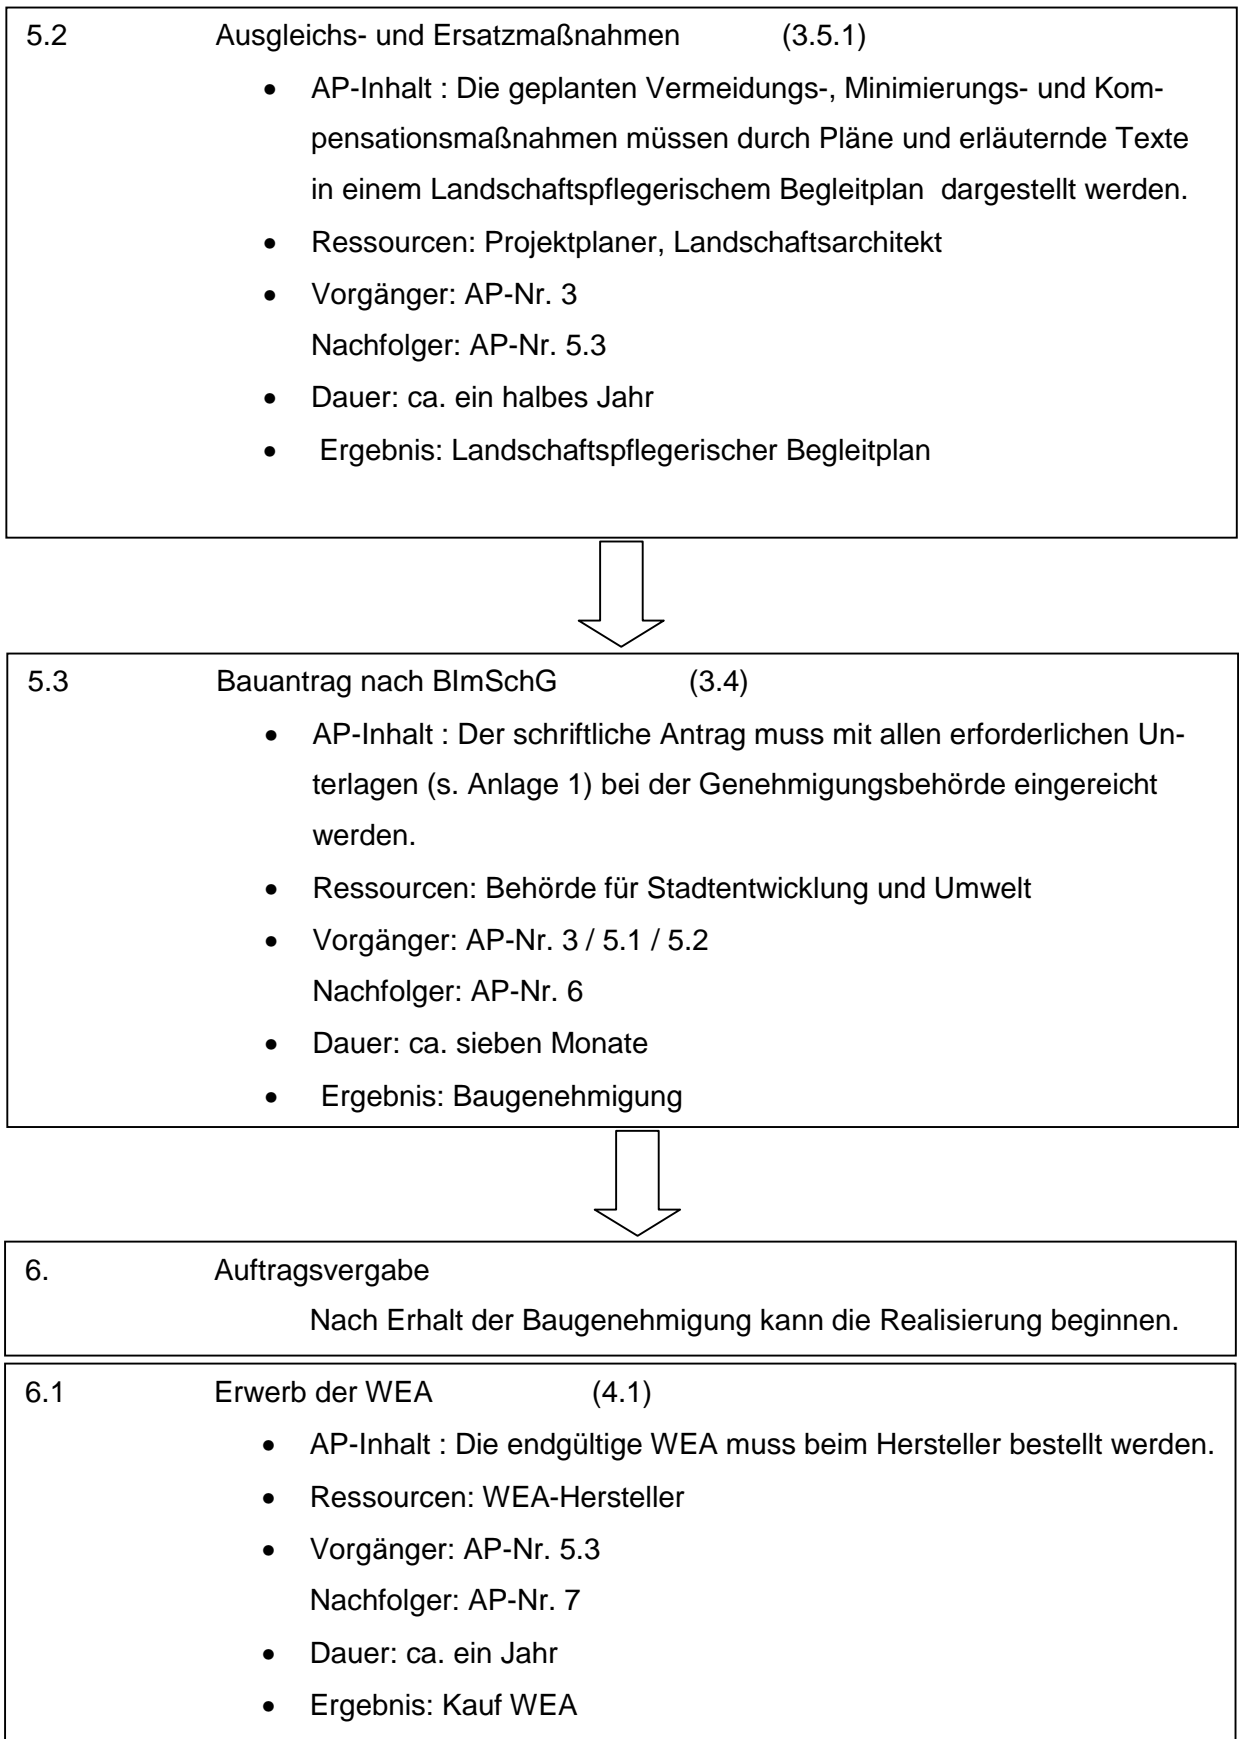 5.2 Ausgleichs- und Ersatzmaßnahmen (3.5.1)
• AP-Inhalt : Die geplanten Vermeidungs-, Minimierungs- und Kom-
pensationsmaßnahmen müssen durch Pläne und erläuternde Texte
in einem Landschaftspflegerischem Begleitplan dargestellt werden.
• Ressourcen: Projektplaner, Landschaftsarchitekt
• Vorgänger: AP-Nr. 3
Nachfolger: AP-Nr. 5.3
• Dauer: ca. ein halbes Jahr
• Ergebnis: Landschaftspflegerischer Begleitplan
5.3 Bauantrag nach BImSchG (3.4)
• AP-Inhalt : Der schriftliche Antrag muss mit allen erforderlichen Un-
terlagen (s. Anlage 1) bei der Genehmigungsbehörde eingereicht
werden.
• Ressourcen: Behörde für Stadtentwicklung und Umwelt
• Vorgänger: AP-Nr. 3 / 5.1 / 5.2
Nachfolger: AP-Nr. 6
• Dauer: ca. sieben Monate
• Ergebnis: Baugenehmigung
6. Auftragsvergabe
Nach Erhalt der Baugenehmigung kann die Realisierung beginnen.
6.1 Erwerb der WEA (4.1)
• AP-Inhalt : Die endgültige WEA muss beim Hersteller bestellt werden.
• Ressourcen: WEA-Hersteller
• Vorgänger: AP-Nr. 5.3
Nachfolger: AP-Nr. 7
• Dauer: ca. ein Jahr
• Ergebnis: Kauf WEA